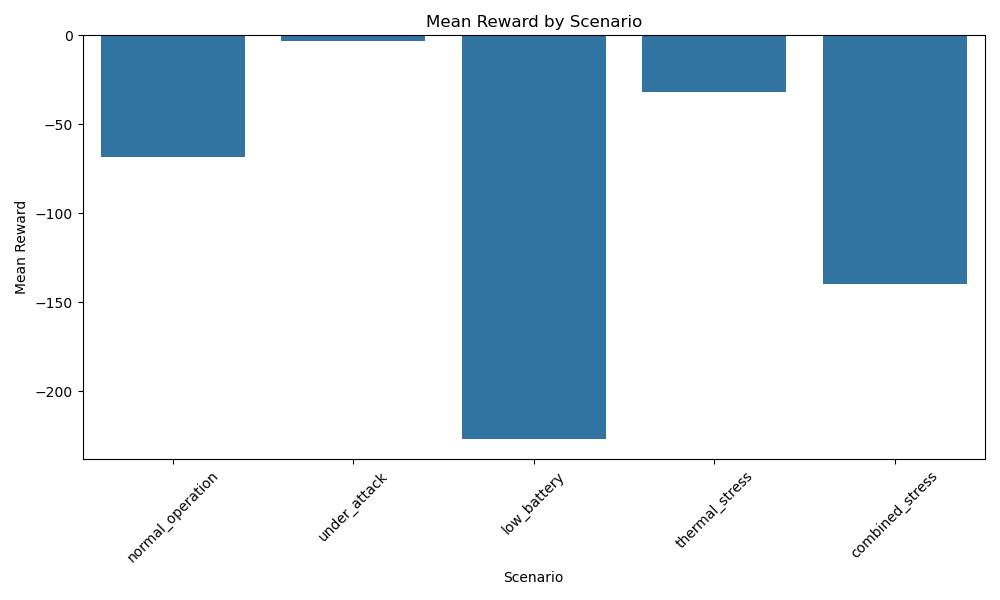 Mean Reward by Scenario
Mean Reward
0
−50
−100
−150
−200
normal_operation
under_attack
low_battery
thermal_stress
combined_stress
Scenario